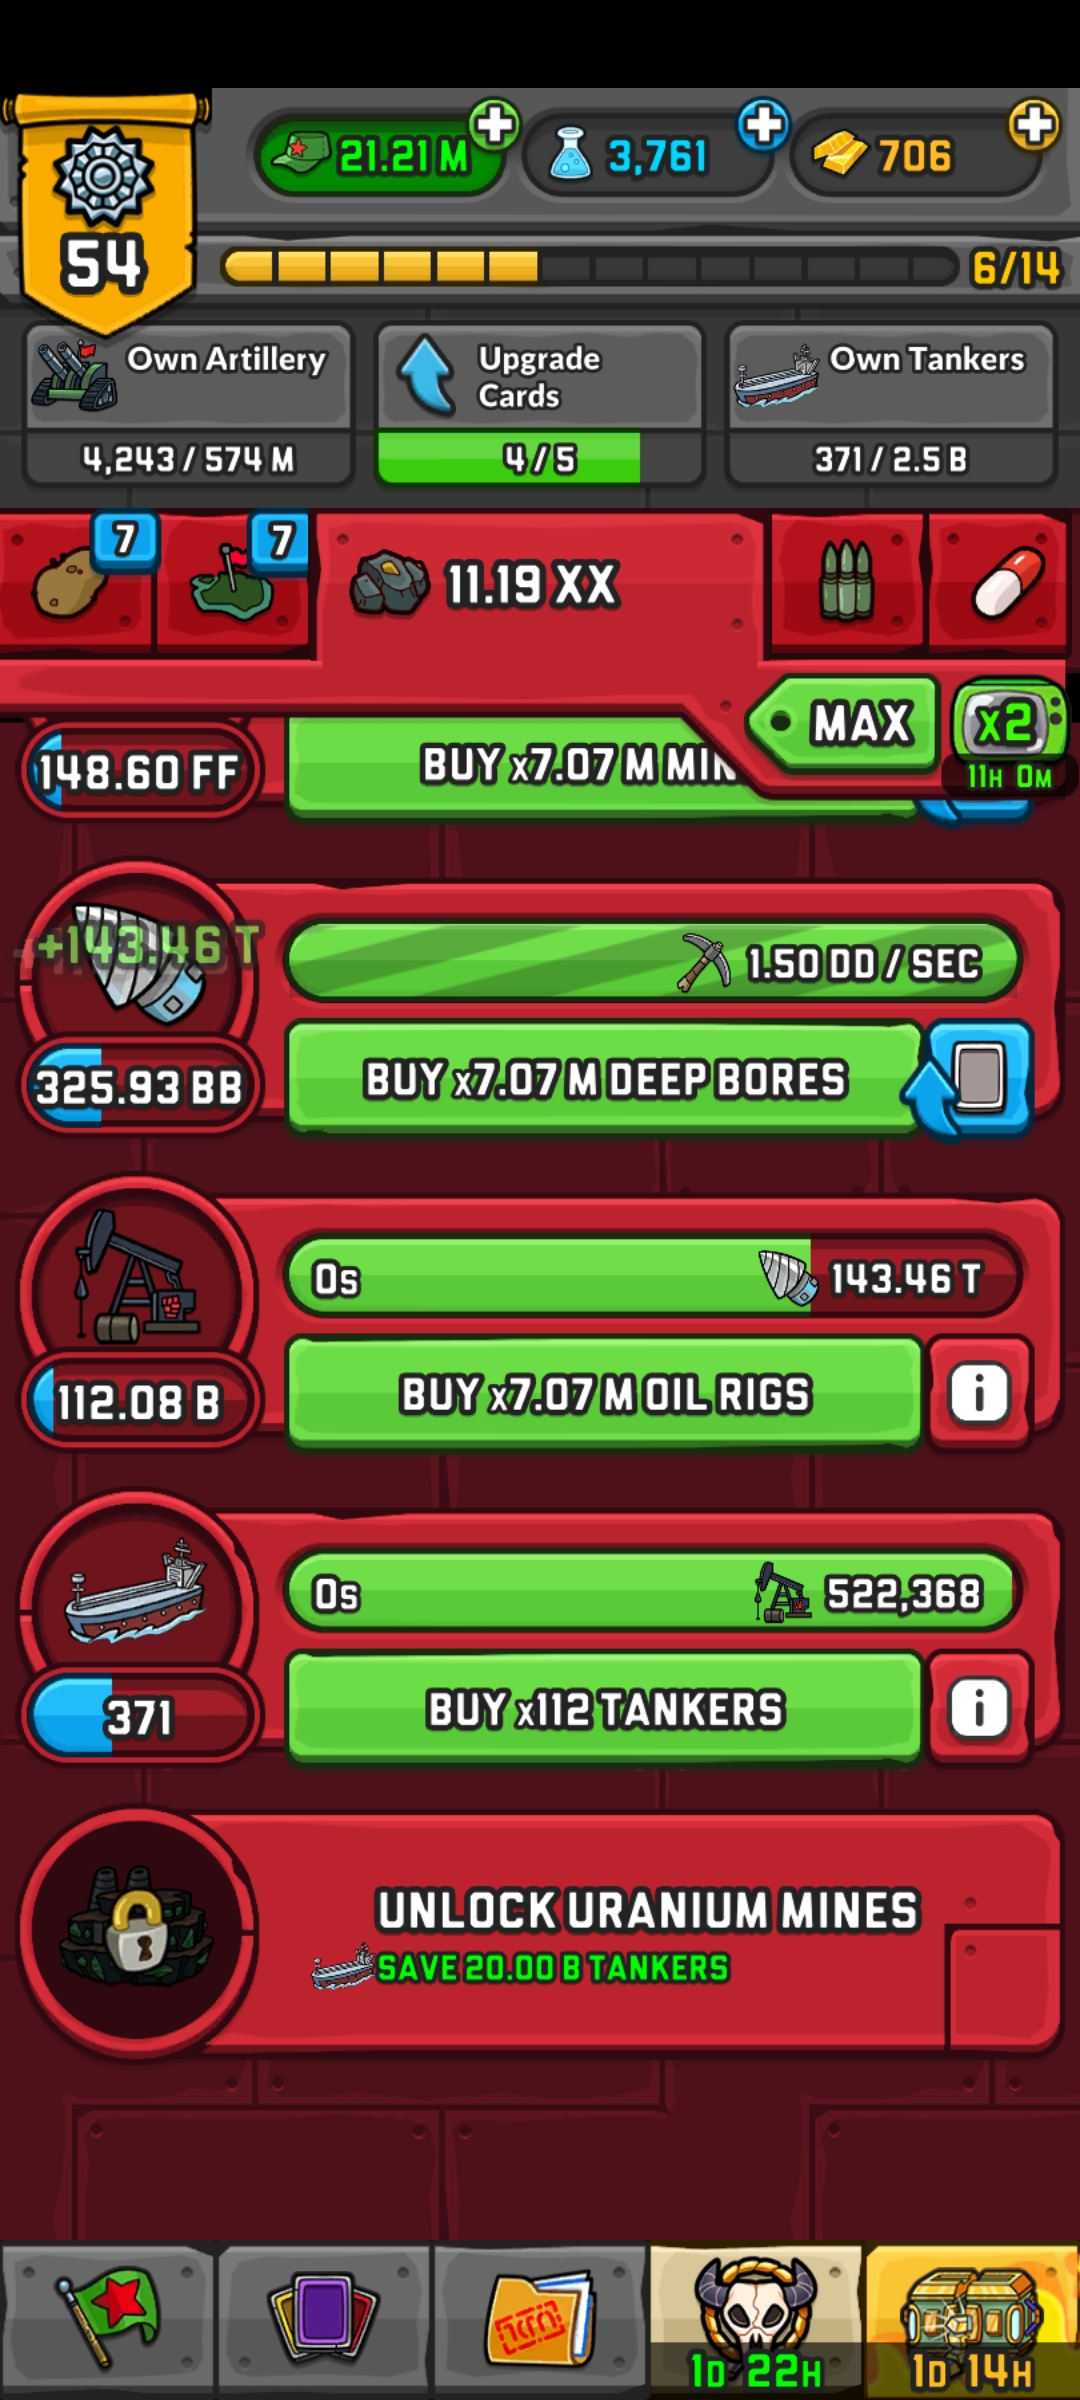 21.21 M
3,761
706
54
6/14
Own Artillery
4,243 / 574 M
Upgrade
Cards
4 / 5
Own Tankers
371 / 2.5 B
7
7
11.19 XX
MAX
x2
11H 0M
148.60 FF
BUY x7.07 M
+143.46 T
1.50 DD / SEC
325.93 BB
BUY x7.07 M DEEP BORES
0s
143.46 T
112.08 B
BUY x7.07 M OIL RIGS
i
0s
522,368
371
BUY x112 TANKERS
i
UNLOCK URANIUM MINES
SAVE 20.00 B TANKERS
1D 22H
1D 14H